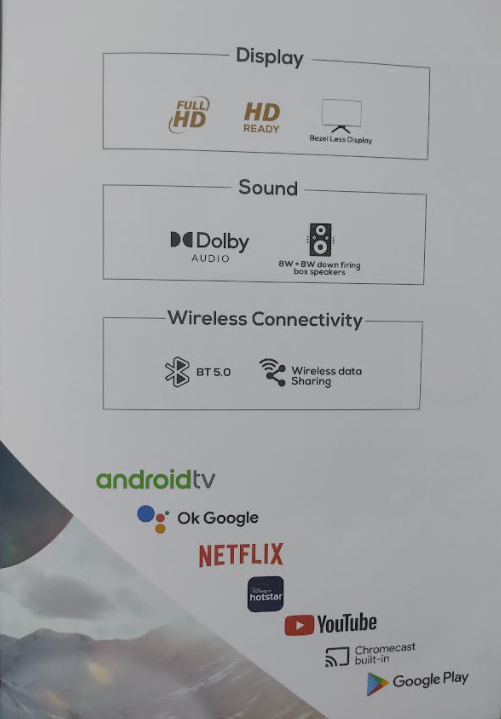 Display
FULL
HD
HD
READY
Bezel Less Display
Sound
Dolby
AUDIO
8W + 8W down firing
box speakers
Wireless Connectivity
BT 5.0
Wireless data
Sharing
androidtv
Ok Google
NETFLIX
Disney+
hotstar
YouTube
Chromecast
built-in
Google Play